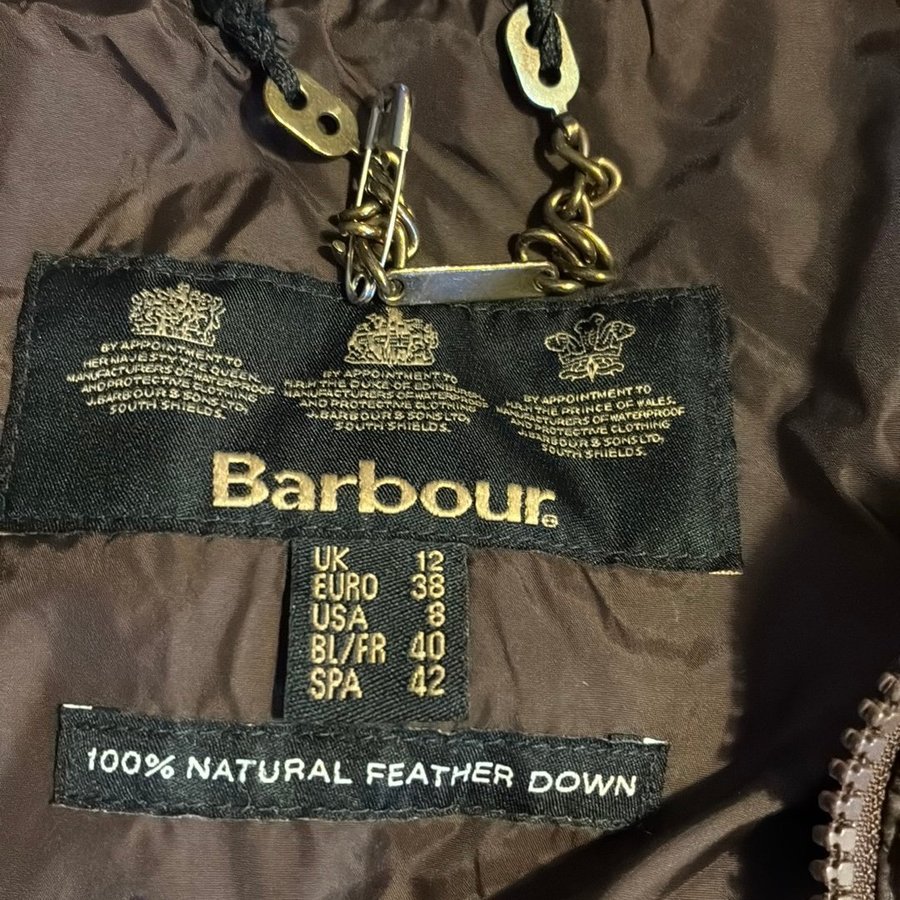 BY APPOINTMENT TO
HER MAJESTY THE QUEEN
MANUFACTURERS OF WATERPROOF
AND PROTECTIVE CLOTHING
J. BARBOUR & SONS LTD,
SOUTH SHIELDS.
BY APPOINTMENT TO
H.R.H THE DUKE OF EDINB
MANUFACTURERS OF WATERPROOF
AND PROTECTIVE CLOTHING
J. BARBOUR & SONS LTD,
SOUTH SHIELDS.
BY APPOINTMENT TO
H.R.H THE PRINCE OF WALES.
MANUFACTURERS OF WATERPROOF
AND PROTECTIVE CLOTHING
J. BARBOUR & SONS LTD,
SOUTH SHIELDS.
Barbour®
UK 12
EURO 38
USA 8
BL/FR 40
SPA 42
100% NATURAL FEATHER DOWN